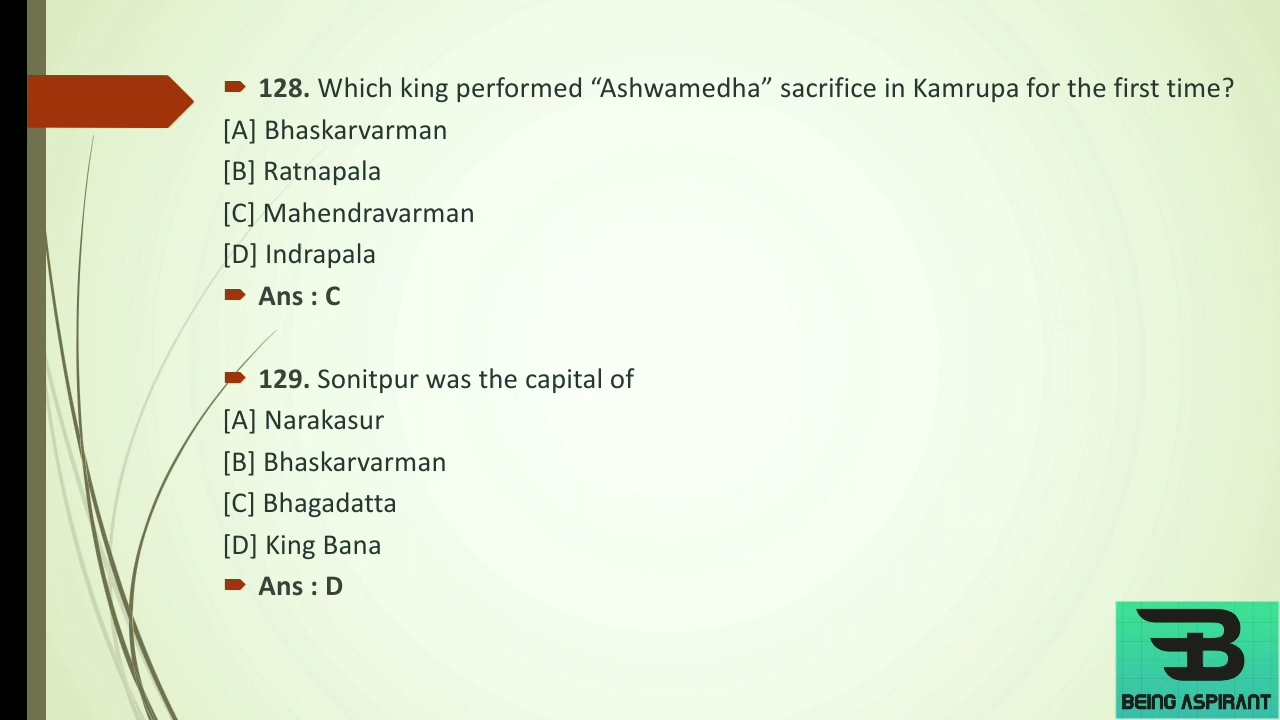 128. Which king performed “Ashwamedha” sacrifice in Kamrupa for the first time?
[A] Bhaskarvarman
[B] Ratnapala
[C] Mahendravarman
[D] Indrapala
Ans : C
129. Sonitpur was the capital of
[A] Narakasur
[B] Bhaskarvarman
[C] Bhagadatta
[D] King Bana
Ans : D
BEING ASPIRANT